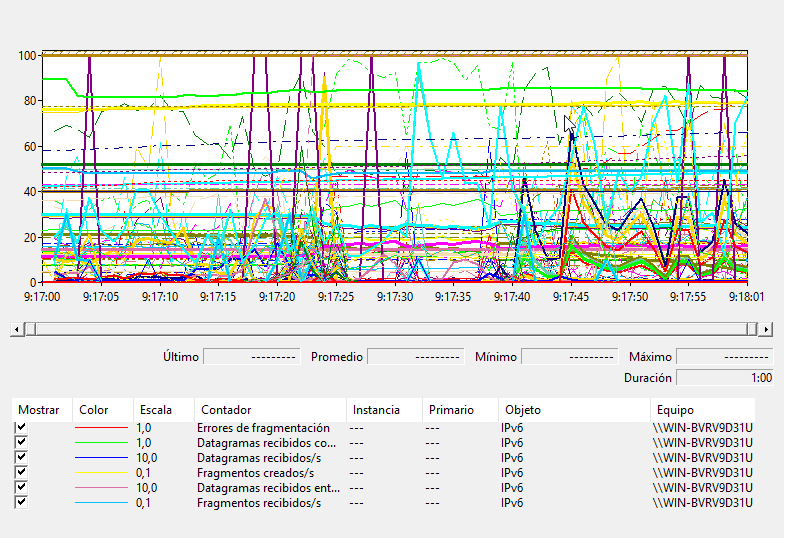 100
80
60
40
20
0
9:17:00 9:17:05 9:17:10 9:17:15 9:17:20 9:17:25 9:17:30 9:17:35 9:17:40 9:17:45 9:17:50 9:17:55 9:18:01
Último --------- Promedio --------- Mínimo --------- Máximo ---------
Duración 1:00
Mostrar Color Escala Contador Instancia Primario Objeto Equipo
1,0 Errores de fragmentación --- --- IPv6 \\WIN-BVRV9D31U
1,0 Datagramas recibidos co... --- --- IPv6 \\WIN-BVRV9D31U
10,0 Datagramas recibidos/s --- --- IPv6 \\WIN-BVRV9D31U
0,1 Fragmentos creados/s --- --- IPv6 \\WIN-BVRV9D31U
10,0 Datagramas recibidos ent... --- --- IPv6 \\WIN-BVRV9D31U
0,1 Fragmentos recibidos/s --- --- IPv6 \\WIN-BVRV9D31U